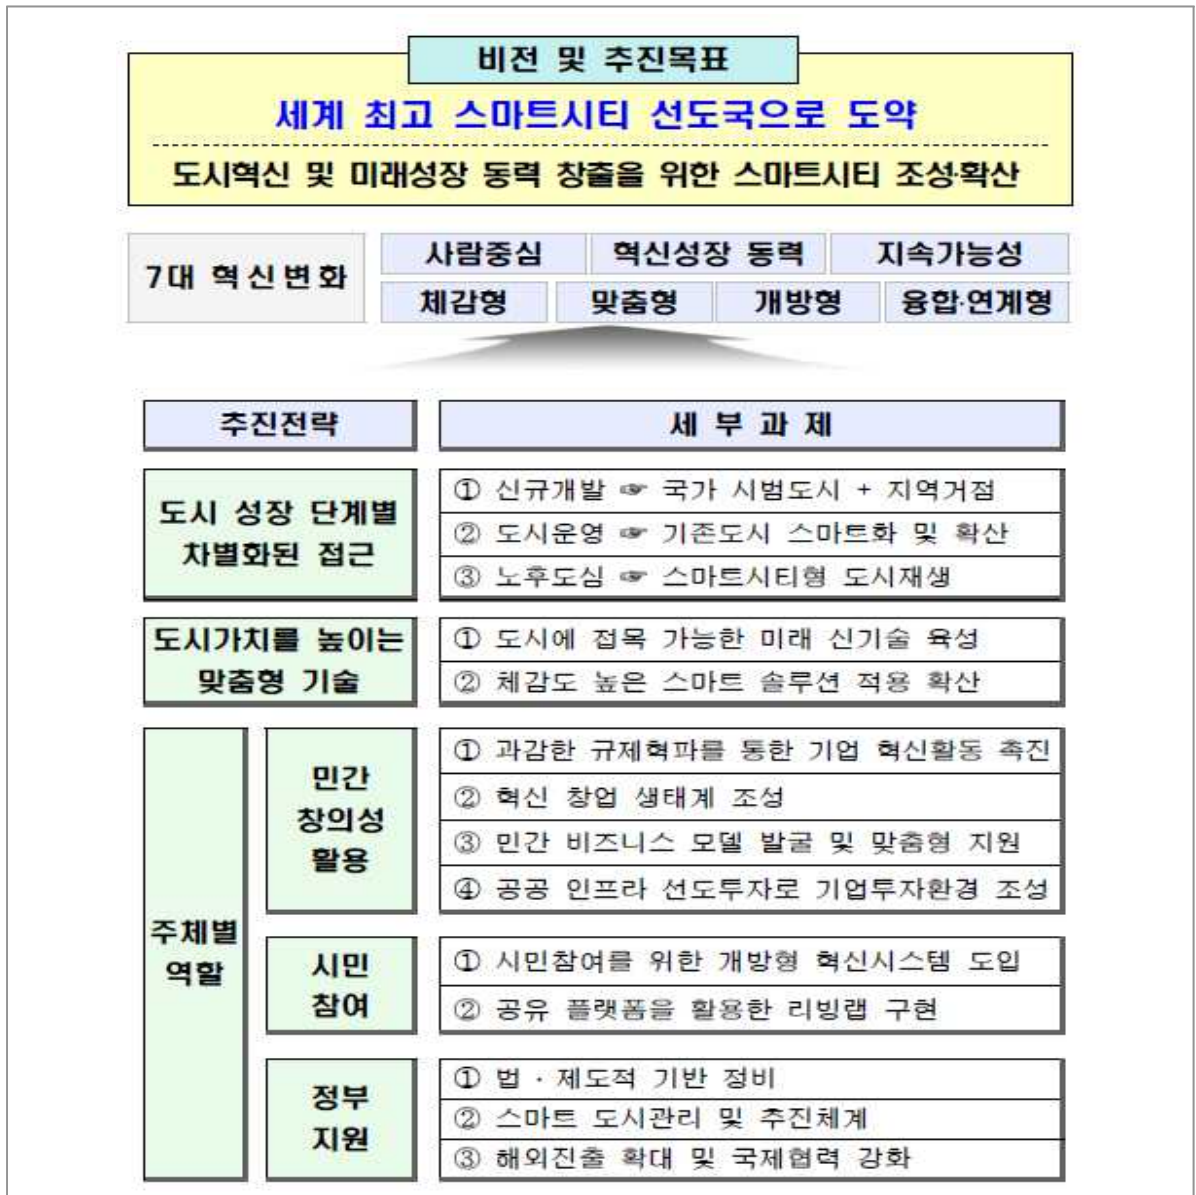 비전 및 추진목표
세계 최고 스마트시티 선도국으로 도약
도시혁신 및 미래성장 동력 창출을 위한 스마트시티 조성·확산
7대 혁신변화
사람중심
혁신성장 동력
지속가능성
체감형
맞춤형
개방형
융합·연계형
추진전략
세 부 과 제
도시 성장 단계별
차별화된 접근
① 신규개발 ☞ 국가 시범도시 + 지역거점
② 도시운영 ☞ 기존도시 스마트화 및 확산
③ 노후도심 ☞ 스마트시티형 도시재생
도시가치를 높이는
맞춤형 기술
① 도시에 접목 가능한 미래 신기술 육성
② 체감도 높은 스마트 솔루션 적용 확산
주체별
역할
민간
창의성
활용
① 과감한 규제혁파를 통한 기업 혁신활동 촉진
② 혁신 창업 생태계 조성
③ 민간 비즈니스 모델 발굴 및 맞춤형 지원
④ 공공 인프라 선도투자로 기업투자환경 조성
시민
참여
① 시민참여를 위한 개방형 혁신시스템 도입
② 공유 플랫폼을 활용한 리빙랩 구현
정부
지원
① 법 · 제도적 기반 정비
② 스마트 도시관리 및 추진체계
③ 해외진출 확대 및 국제협력 강화